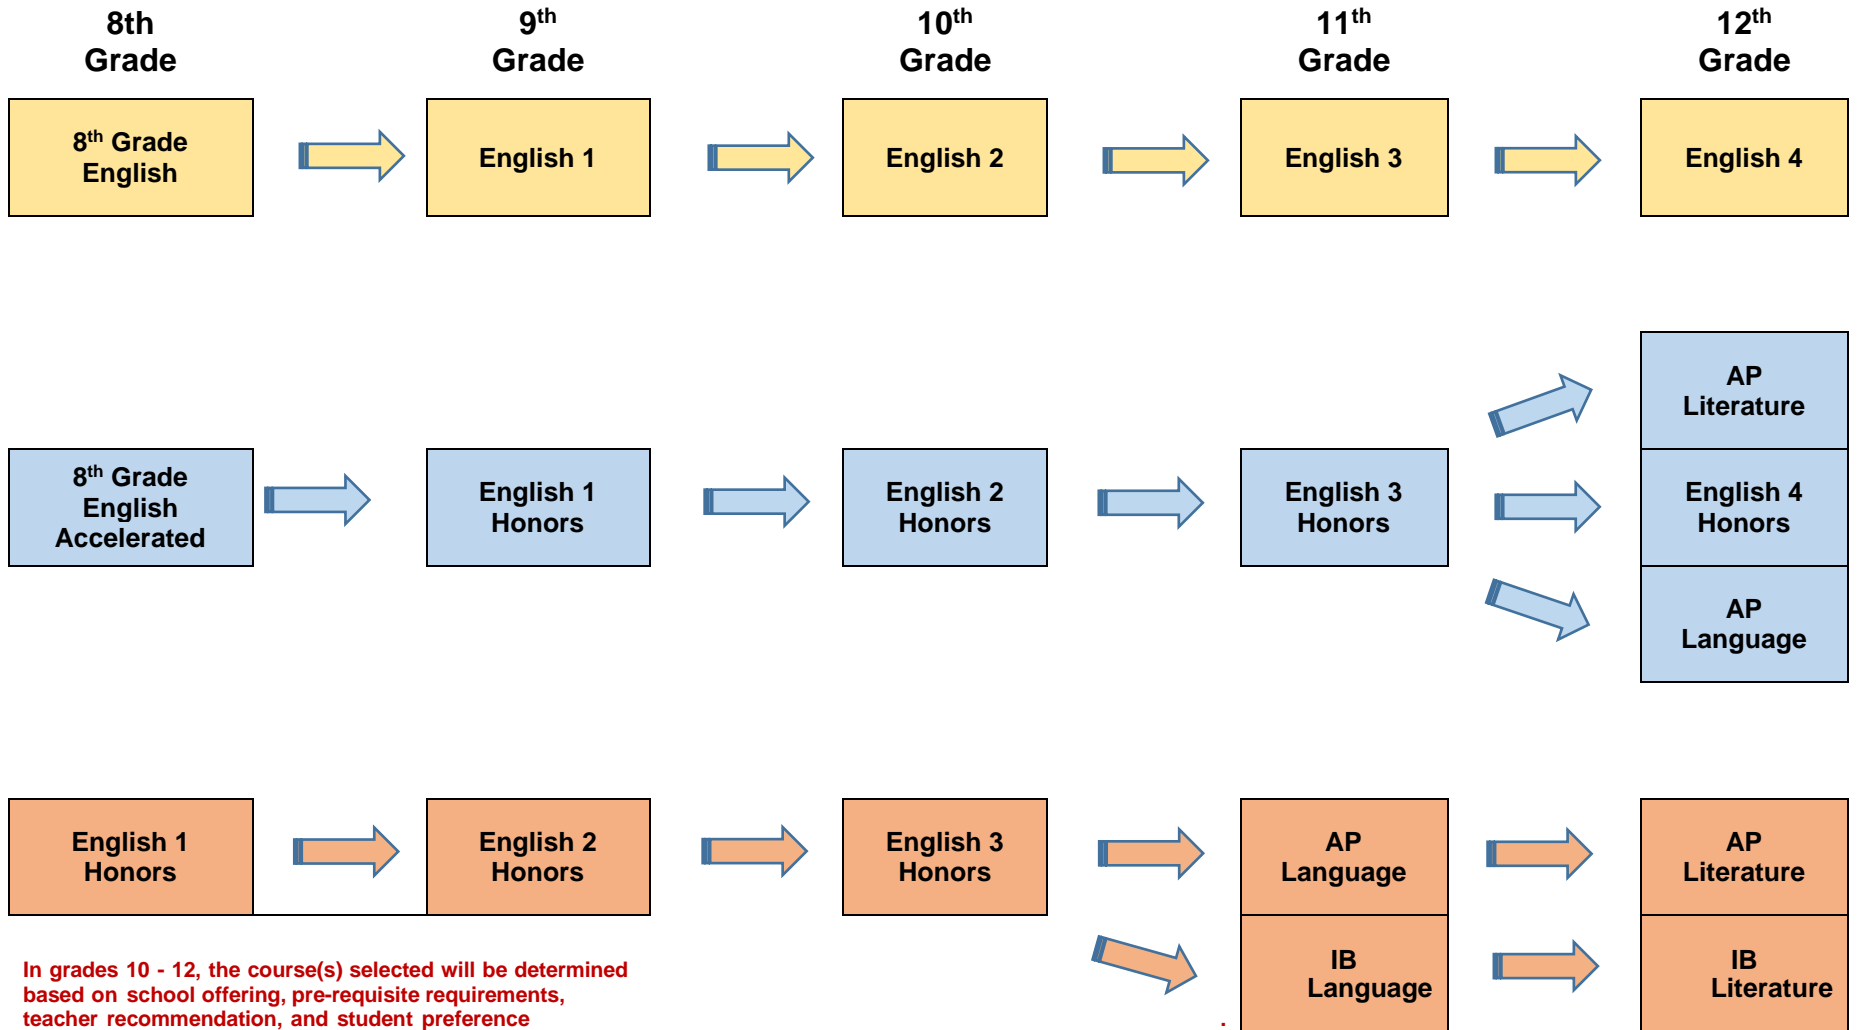 8th 9th 10th 11th 12th
Grade Grade Grade Grade Grade
8th Grade
English
English 1
English 2
English 3
English 4
8th Grade
English
Accelerated
English 1
Honors
English 2
Honors
English 3
Honors
AP
Literature
English 4
Honors
AP
Language
English 1
Honors
English 2
Honors
English 3
Honors
AP
Language
AP
Literature
IB
Language
IB
Literature
In grades 10 - 12, the course(s) selected will be determined
based on school offering, pre-requisite requirements,
teacher recommendation, and student preference .